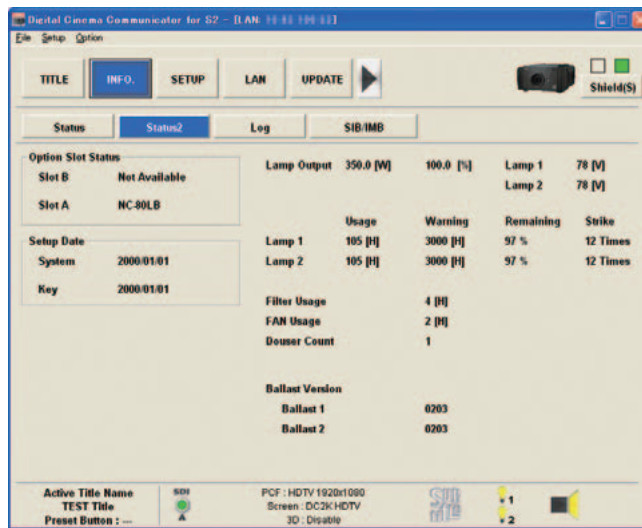 Digital Cinema Communicator for S2 - [LAN:
File Setup Option
TITLE INFO. SETUP LAN UPDATE Shield(S)
Status Status2 Log SIB/IMB
Option Slot Status
Slot B Not Available
Slot A NC-80LB
Setup Date
System 2000/01/01
Key 2000/01/01
Lamp Output 350.0 [W] 100.0 [%] Lamp 1 78 [V]
Lamp 2 78 [V]
Usage Warning Remaining Strike
Lamp 1 105 [H] 3000 [H] 97 % 12 Times
Lamp 2 105 [H] 3000 [H] 97 % 12 Times
Filter Usage 4 [H]
FAN Usage 2 [H]
Douser Count 1
Ballast Version
Ballast 1 0203
Ballast 2 0203
Active Title Name
TEST Title
Preset Button : ---
SDI
A
PCF : HDTV 1920x1080
Screen : DC2K HDTV
3D : Disable
1
2